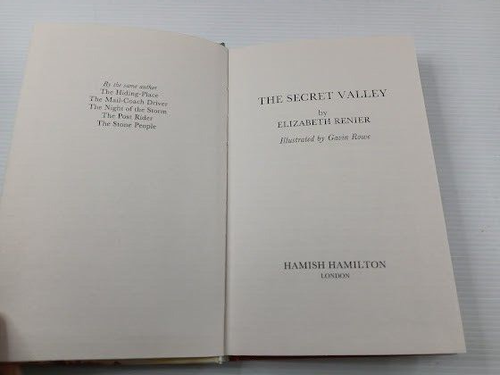 By the same author
The Hiding-Place
The Mail-Coach Driver
The Night of the Storm
The Post Rider
The Stone People
THE SECRET VALLEY
by
ELIZABETH RENIER
Illustrated by Gavin Rowe
HAMISH HAMILTON
LONDON